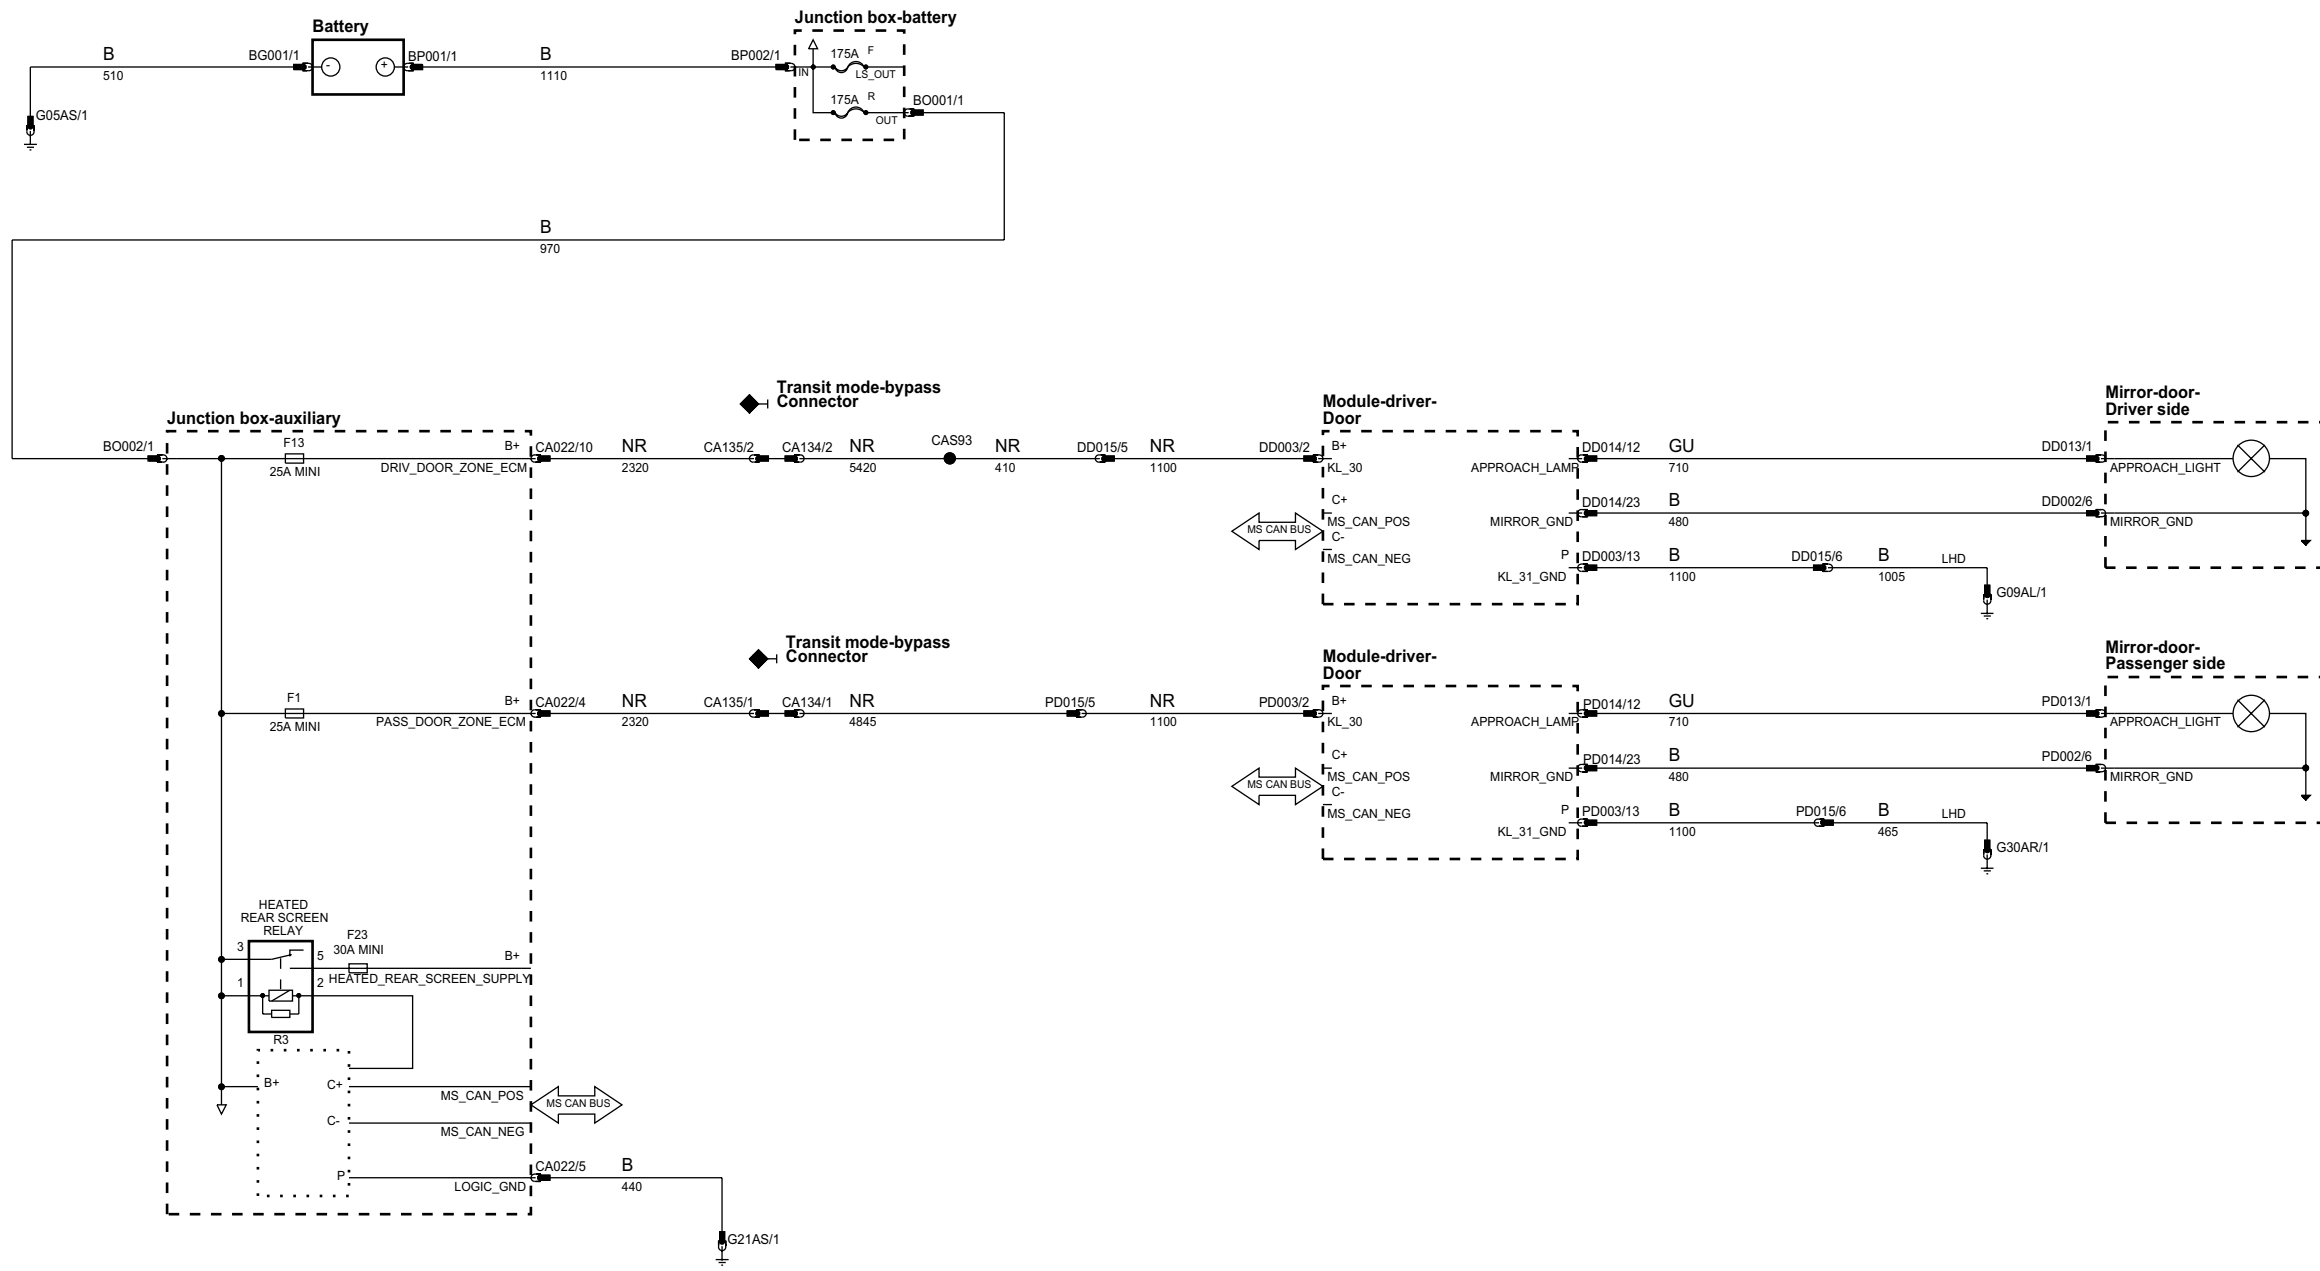 Battery
Junction box-battery
B
510
BG001/1
-
+
BP001/1
B
1110
BP002/1
IN
175A F
LS_OUT
175A R
OUT
BO001/1
G05AS/1
B
970
Junction box-auxiliary
BO002/1
F13
25A MINI
B+
DRIV_DOOR_ZONE_ECM
CA022/10
NR
2320
Transit mode-bypass
Connector
CA135/2
CA134/2
NR
5420
CAS93
NR
410
DD015/5
NR
1100
DD003/2
Module-driver-
Door
B+
KL_30
C+
MS_CAN_POS
C-
MS_CAN_NEG
MS CAN BUS
APPROACH_LAMP
MIRROR_GND
P
KL_31_GND
DD014/12
GU
710
DD014/23
B
480
DD003/13
B
1100
DD015/6
B
1005
LHD
G09AL/1
Mirror-door-
Driver side
DD013/1
APPROACH_LIGHT
DD002/6
MIRROR_GND
F1
25A MINI
B+
PASS_DOOR_ZONE_ECM
CA022/4
NR
2320
Transit mode-bypass
Connector
CA135/1
CA134/1
NR
4845
PD015/5
NR
1100
PD003/2
Module-driver-
Door
B+
KL_30
C+
MS_CAN_POS
C-
MS_CAN_NEG
MS CAN BUS
APPROACH_LAMP
MIRROR_GND
P
KL_31_GND
PD014/12
GU
710
PD014/23
B
480
PD003/13
B
1100
PD015/6
B
465
LHD
G30AR/1
Mirror-door-
Passenger side
PD013/1
APPROACH_LIGHT
PD002/6
MIRROR_GND
HEATED
REAR SCREEN
RELAY
3
5
1
2
R3
F23
30A MINI
B+
HEATED_REAR_SCREEN_SUPPLY
B+
C+
MS_CAN_POS
MS CAN BUS
C-
MS_CAN_NEG
P
LOGIC_GND
CA022/5
B
440
G21AS/1